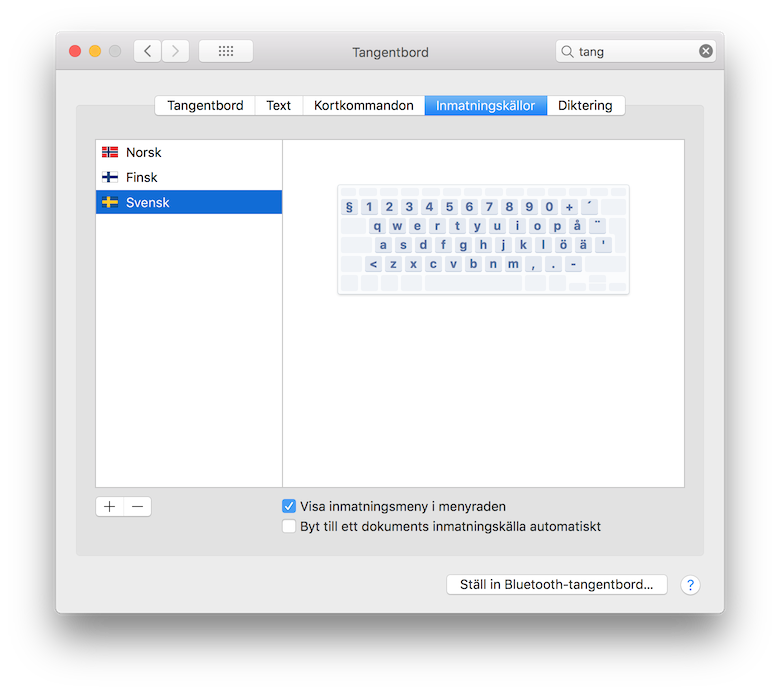 Tangentbord
tang
Tangentbord Text Kortkommandon Inmatningskällor Diktering
Norsk
Finsk
Svensk
§ 1 2 3 4 5 6 7 8 9 0 + ´
q w e r t y u i o p å ¨
a s d f g h j k l ö ä '
< z x c v b n m , . -
+ −
Visa inmatningsmeny i menyraden
Byt till ett dokuments inmatningskälla automatiskt
Ställ in Bluetooth-tangentbord... ?